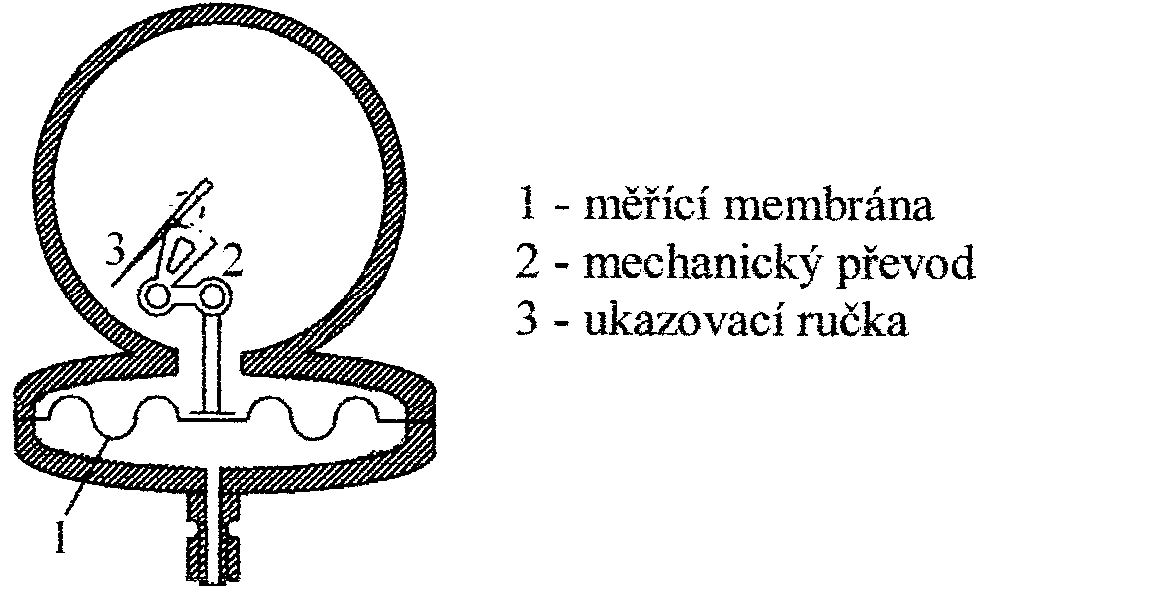 1 - měřící membrána
2 - mechanický převod
3 - ukazovací ručka
3
2
1